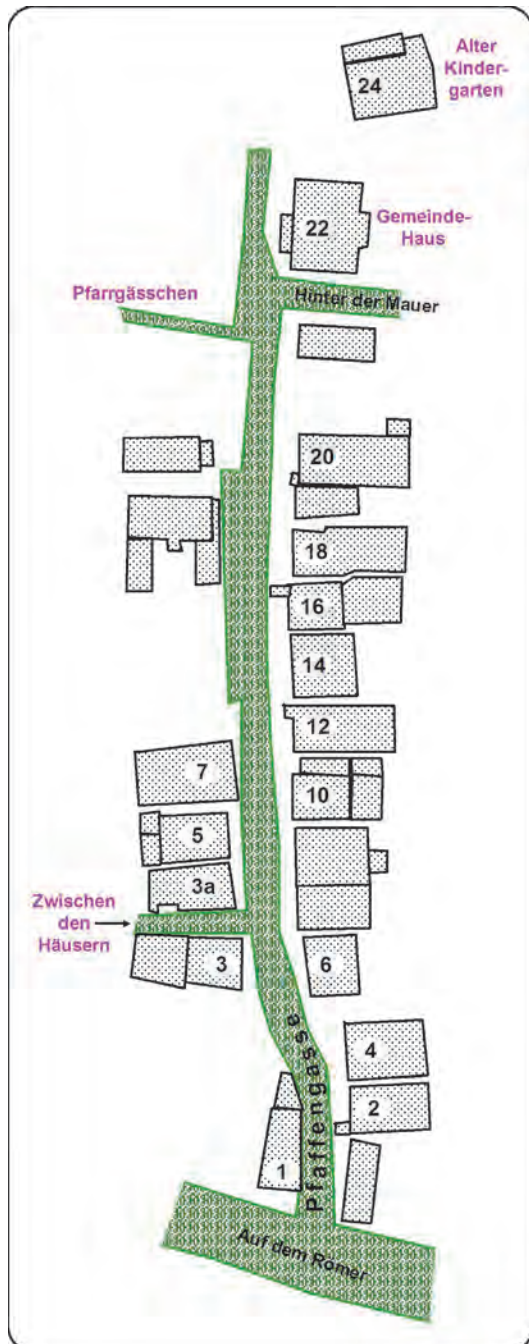 Alter
Kinder-
garten
24
22
Gemeinde-
Haus
Pfarrgässchen
Hinter der Mauer
20
18
16
14
12
7
10
5
3a
Zwischen
den
Häusern
3
6
4
Pfaffengasse
2
1
Auf dem Römer